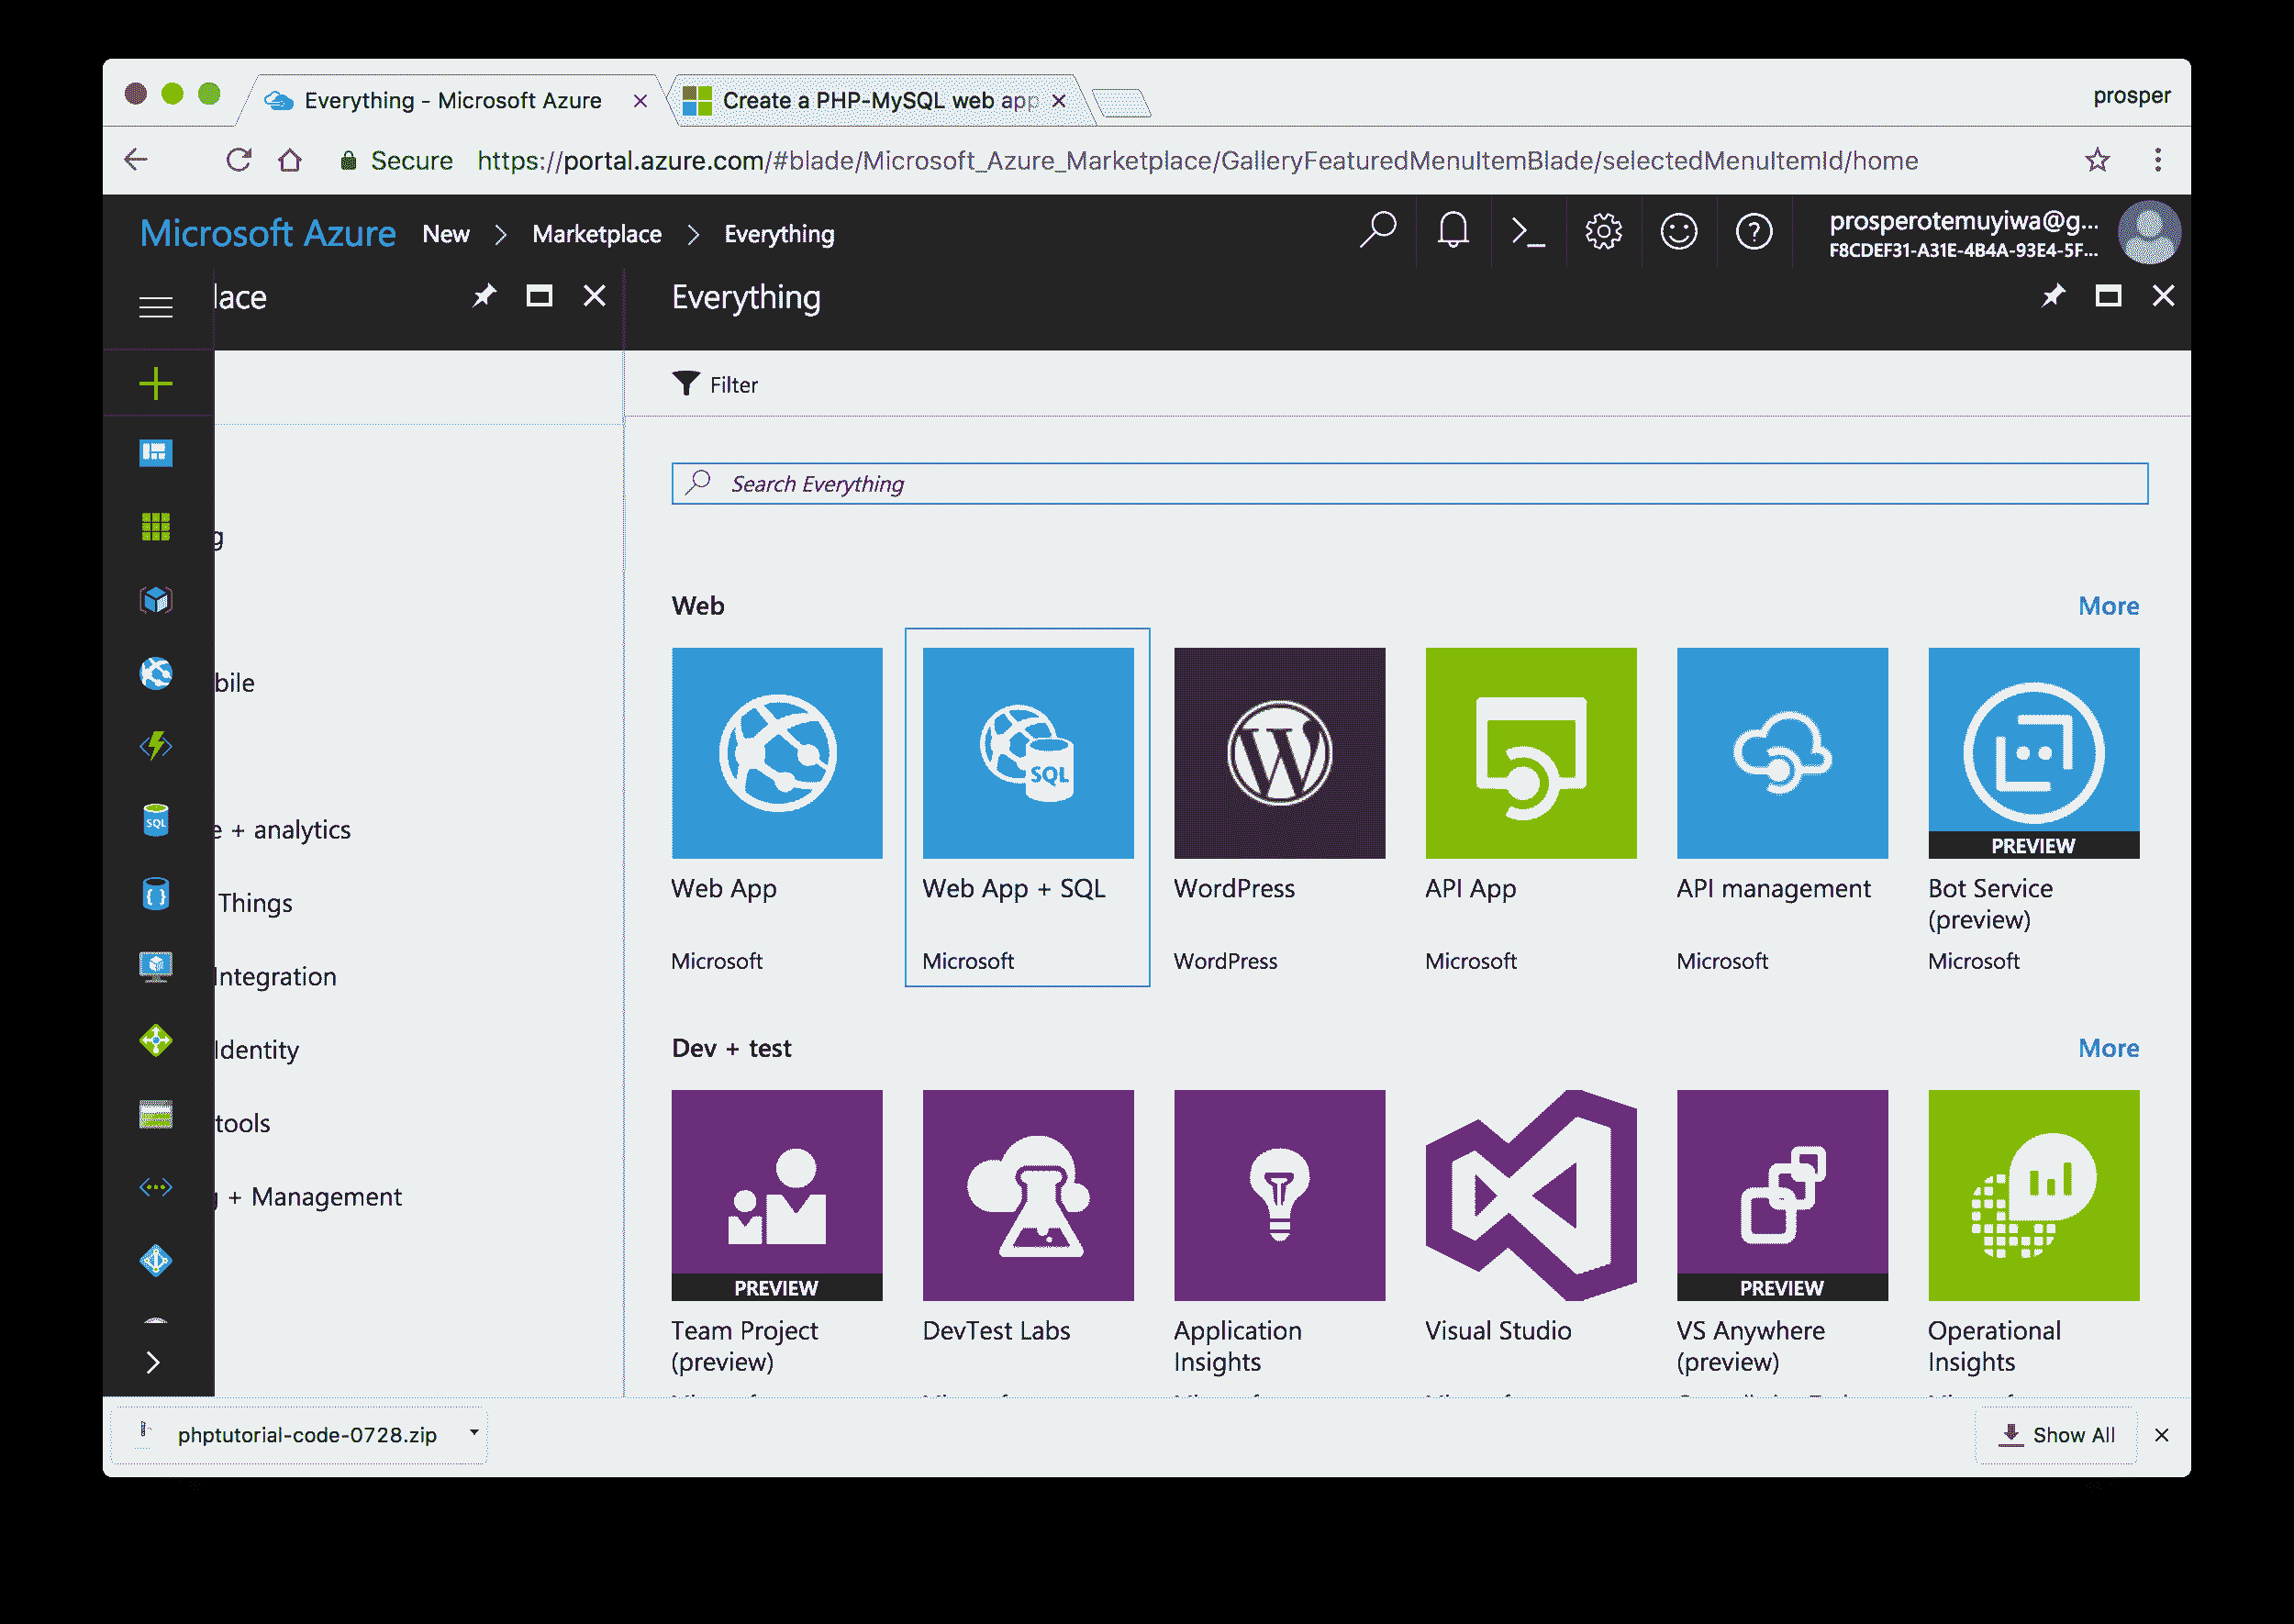 Everything - Microsoft Azure
Create a PHP-MySQL web app
prosper
Secure https://portal.azure.com/#blade/Microsoft_Azure_Marketplace/GalleryFeaturedMenuItemBlade/selectedMenuItemId/home
Microsoft Azure New > Marketplace > Everything
prosperotemuyiwa@g...
F8CDEF31-A31E-4B4A-93E4-5F...
lace
Everything
Filter
Search Everything
g
bile
e + analytics
Things
Integration
Identity
tools
+ Management
Web More
SQL
SQL
PREVIEW
Web App Web App + SQL WordPress API App API management Bot Service
(preview)
Microsoft Microsoft WordPress Microsoft Microsoft Microsoft
Dev + test More
PREVIEW PREVIEW
Team Project DevTest Labs Application Visual Studio VS Anywhere Operational
(preview) Insights (preview) Insights
phptutorial-code-0728.zip
Show All